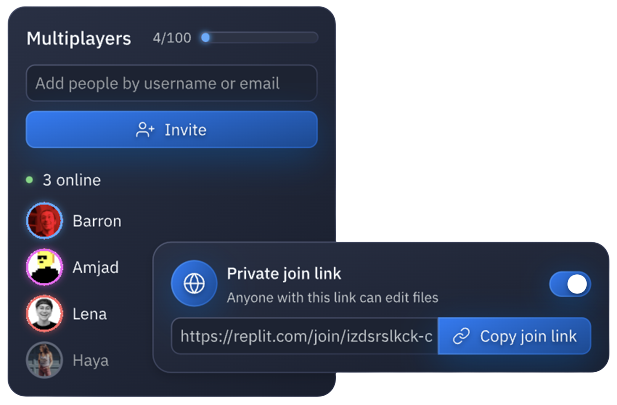 Multiplayers 4/100
Add people by username or email
Invite
3 online
Barron
Amjad
Lena
Haya
Private join link
Anyone with this link can edit files
https://replit.com/join/izdsrslkck-c
Copy join link